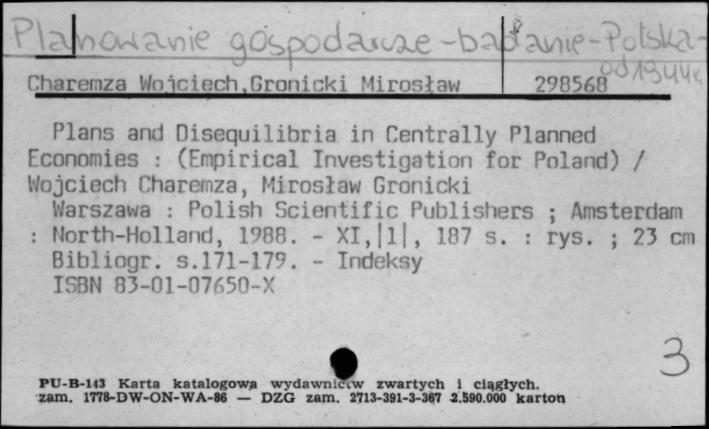 Planowanie gospodarcze - badanie - Polska -
od 1944r.
Charemza Wojciech, Gronicki Mirosław 298568
Plans and Disequilibria in Centrally Planned
Economies : (Empirical Investigation for Poland) /
Wojciech Charemza, Mirosław Gronicki
Warszawa : Polish Scientific Publishers ; Amsterdam
: North-Holland, 1988. - XI,|1|, 187 s. : rys. ; 23 cm
Bibliogr. s.171-179. - Indeksy
ISBN 83-01-07650-X
3
PU-B-143 Karta katalogowa wydawnictw zwartych i ciągłych.
zam. 1778-DW-ON-WA-86 — DZG zam. 2713-391-3-367 2.590.000 karton